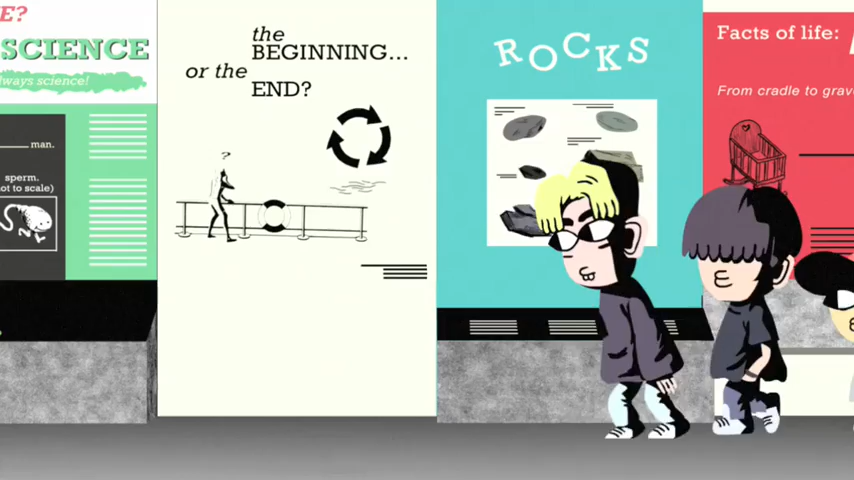 E?
SCIENCE
lways science!
man.
sperm.
ot to scale)
the
BEGINNING...
or the
END?
?
ROCKS
Facts of life:
From cradle to grav